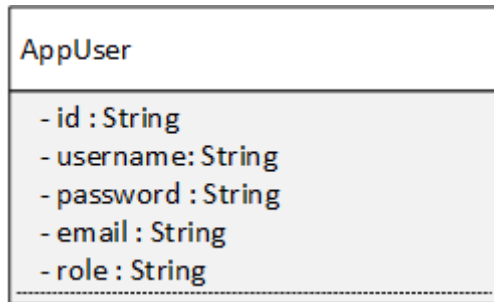 AppUser
- id : String
- username: String
- password : String
- email : String
- role : String